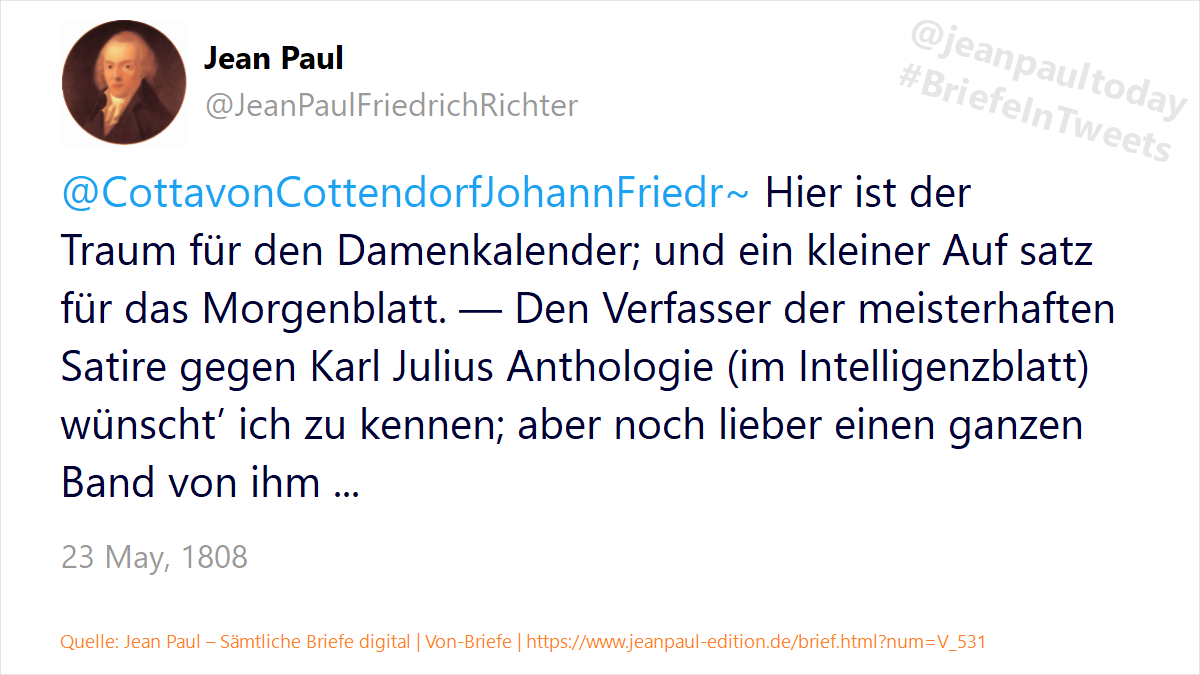 Jean Paul
@JeanPaulFriedrichRichter
@jeanpaultoday
#BriefeInTweets
@CottavonCottendorfJohannFriedr~ Hier ist der
Traum für den Damenkalender; und ein kleiner Auf satz
für das Morgenblatt. — Den Verfasser der meisterhaften
Satire gegen Karl Julius Anthologie (im Intelligenzblatt)
wünscht’ ich zu kennen; aber noch lieber einen ganzen
Band von ihm ...
23 May, 1808
Quelle: Jean Paul – Sämtliche Briefe digital | Von-Briefe | https://www.jeanpaul-edition.de/brief.html?num=V_531